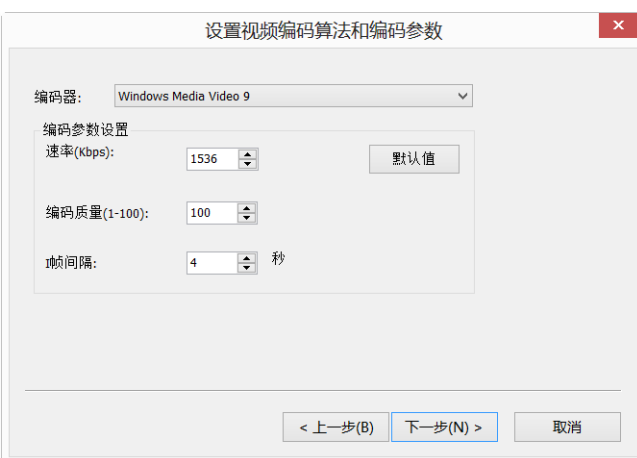 设置视频编码算法和编码参数
编码器: Windows Media Video 9
编码参数设置
速率(Kbps): 1536 默认值
编码质量(1-100): 100
I帧间隔: 4 秒
< 上一步(B) 下一步(N) > 取消